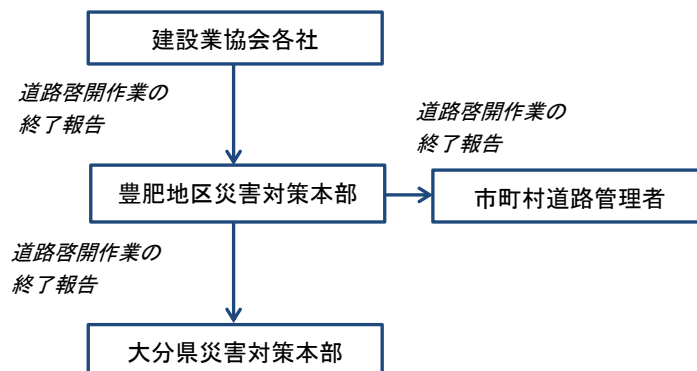 建設業協会各社
道路啓開作業の
終了報告
道路啓開作業の
終了報告
豊肥地区災害対策本部
市町村道路管理者
道路啓開作業の
終了報告
大分県災害対策本部